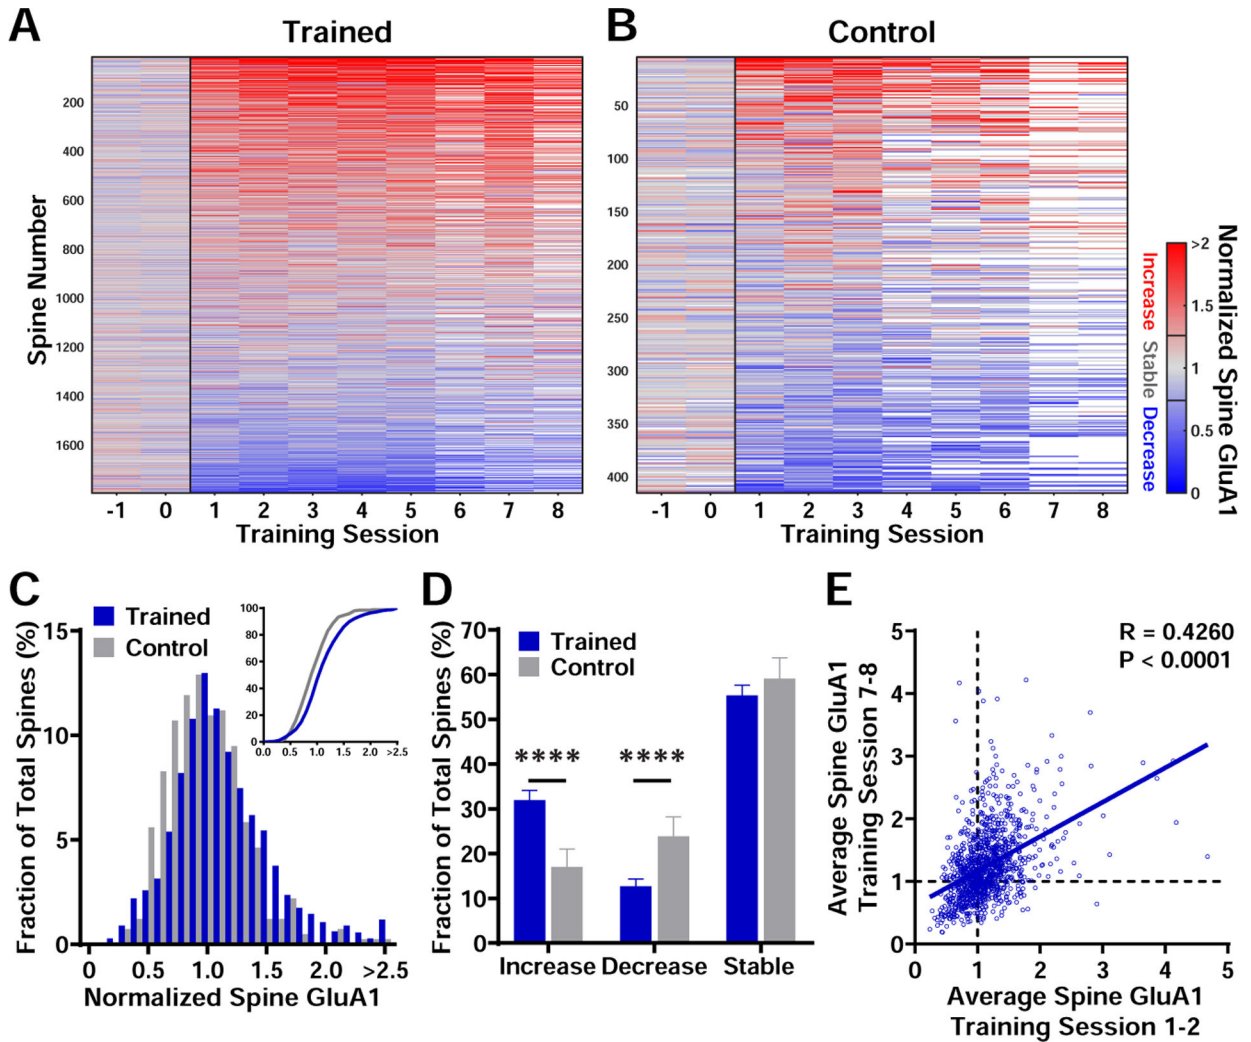 A
Trained
B
Control
Spine Number
200
400
600
800
1000
1200
1400
1600
-1 0 1 2 3 4 5 6 7 8
Training Session
50
100
150
200
250
300
350
400
-1 0 1 2 3 4 5 6 7 8
Training Session
Increase
Stable
Decrease
>2
1.5
1
0.5
0
Normalized Spine GluA1
C
Trained
Control
Fraction of Total Spines (%)
15
10
5
0
0 0.5 1.0 1.5 2.0 >2.5
Normalized Spine GluA1
100
80
60
40
20
0
0.0 0.5 1.0 1.5 2.0 >2.5
D
Trained
Control
Fraction of Total Spines (%)
70
60
50
40
30
20
10
0
**** ****
Increase Decrease Stable
E
R = 0.4260
P < 0.0001
Average Spine GluA1
Training Session 7-8
5
4
3
2
1
0
0 1 2 3 4 5
Average Spine GluA1
Training Session 1-2